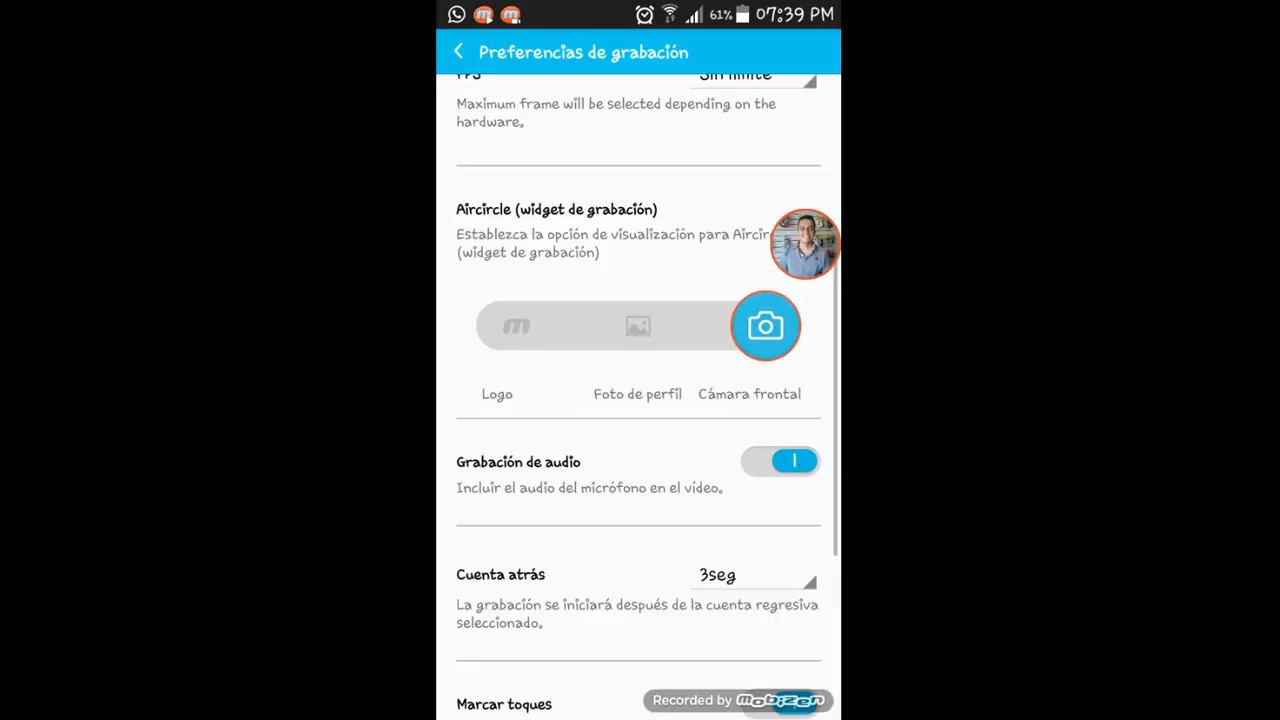 61% 07:39 PM
Preferencias de grabación
FPS Sin límite
Maximum frame will be selected depending on the
hardware.
Aircircle (widget de grabación)
Establezca la opción de visualización para Aircir
(widget de grabación)
m
Logo Foto de perfil Cámara frontal
Grabación de audio
Incluir el audio del micrófono en el vídeo.
Cuenta atrás 3seg
La grabación se iniciará después de la cuenta regresiva
seleccionado.
Marcar toques
Recorded by mobizen